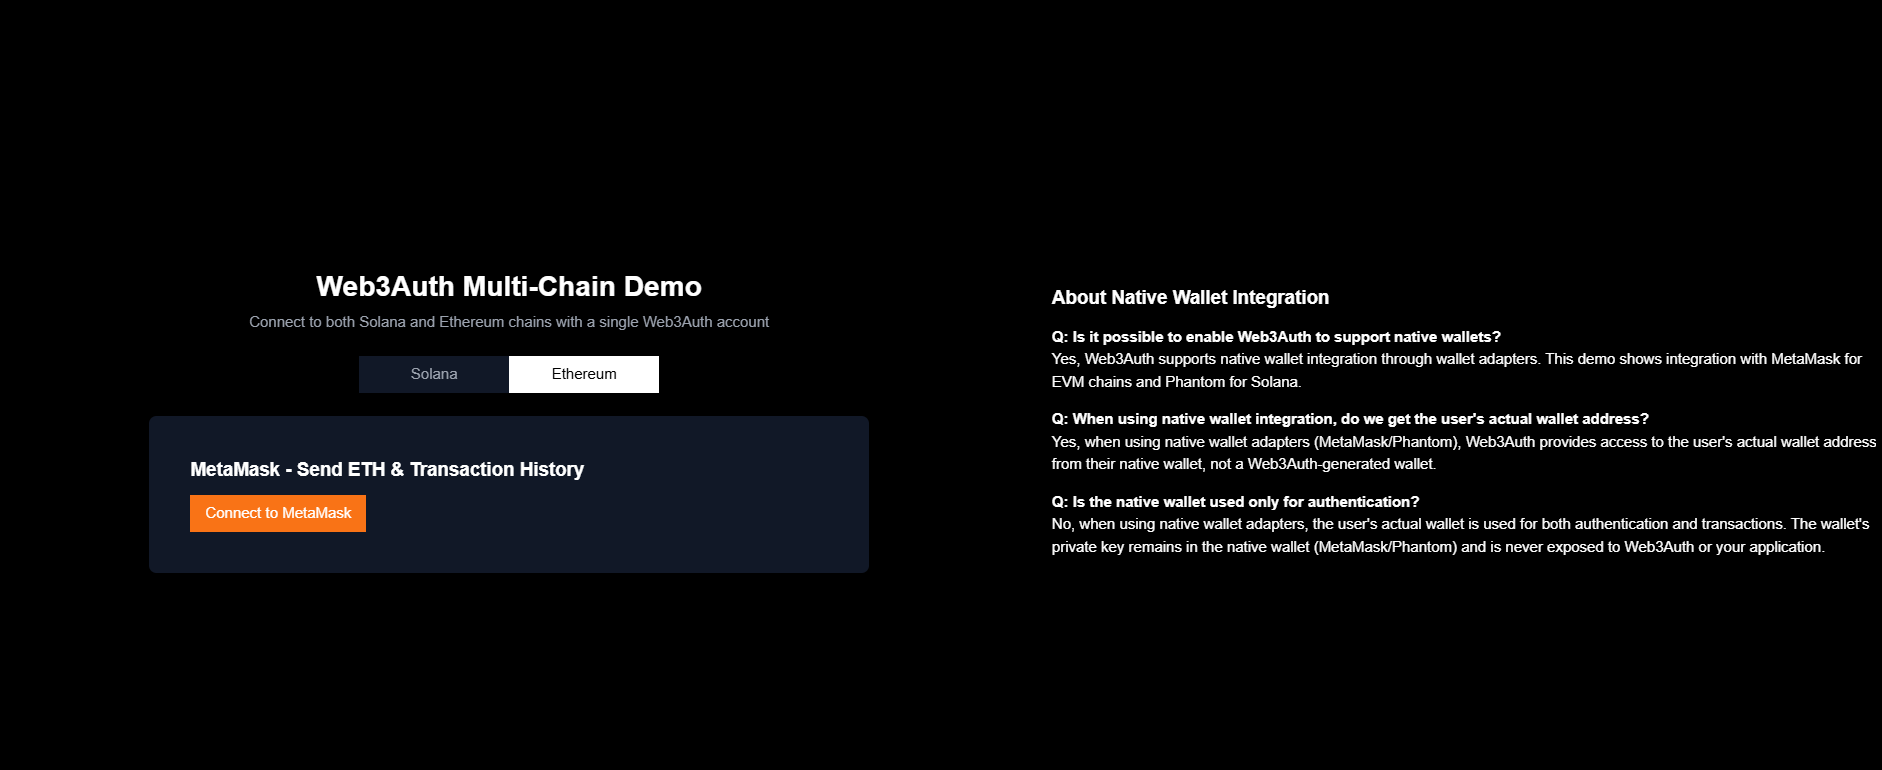 Web3Auth Multi-Chain Demo
Connect to both Solana and Ethereum chains with a single Web3Auth account
Solana
Ethereum
MetaMask - Send ETH & Transaction History
Connect to MetaMask
About Native Wallet Integration
Q: Is it possible to enable Web3Auth to support native wallets?
Yes, Web3Auth supports native wallet integration through wallet adapters. This demo shows integration with MetaMask for
EVM chains and Phantom for Solana.
Q: When using native wallet integration, do we get the user's actual wallet address?
Yes, when using native wallet adapters (MetaMask/Phantom), Web3Auth provides access to the user's actual wallet address
from their native wallet, not a Web3Auth-generated wallet.
Q: Is the native wallet used only for authentication?
No, when using native wallet adapters, the user's actual wallet is used for both authentication and transactions. The wallet's
private key remains in the native wallet (MetaMask/Phantom) and is never exposed to Web3Auth or your application.